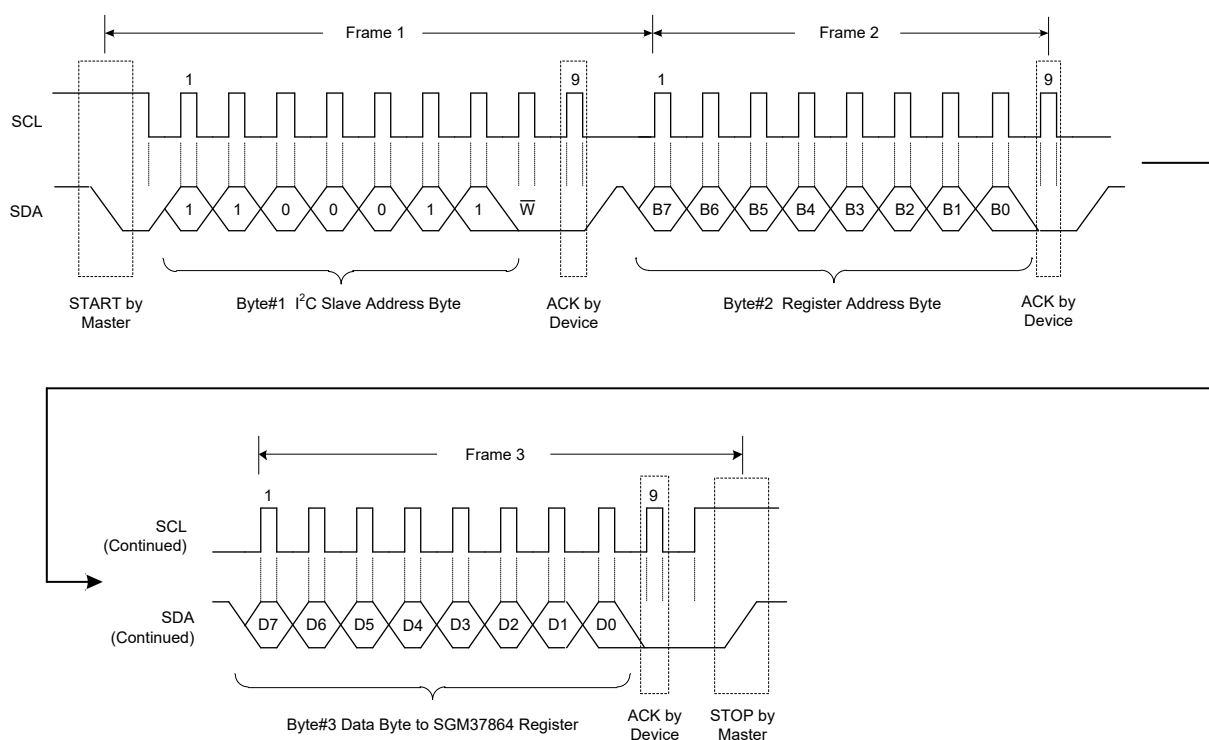 Frame 1
Frame 2
1
9
1
9
SCL
SDA
1 1 0 0 0 1 1 W̅ B7 B6 B5 B4 B3 B2 B1 B0
START by
Master
Byte#1 I²C Slave Address Byte
ACK by
Device
Byte#2 Register Address Byte
ACK by
Device
Frame 3
1
9
SCL
(Continued)
SDA
(Continued)
D7 D6 D5 D4 D3 D2 D1 D0
Byte#3 Data Byte to SGM37864 Register
ACK by
Device
STOP by
Master